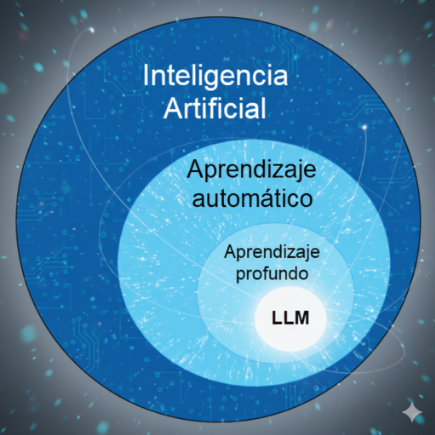 Inteligencia
Artificial
Aprendizaje
automático
Aprendizaje
profundo
LLM